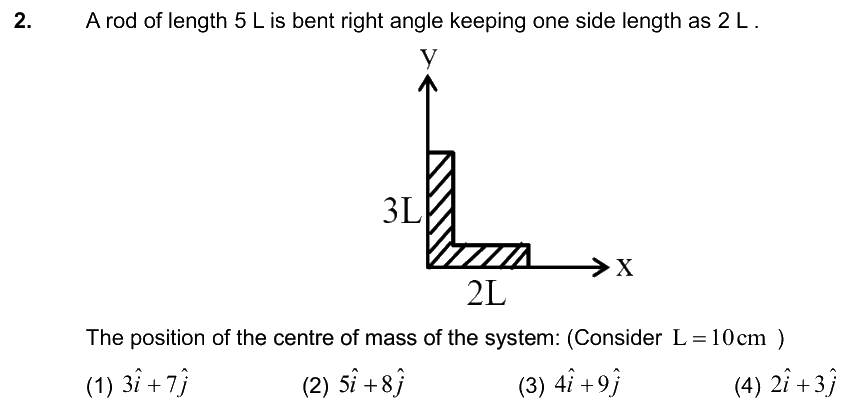 2. A rod of length 5 L is bent right angle keeping one side length as 2 L .
y
3L
x
2L
The position of the centre of mass of the system: (Consider L = 10 cm )
(1) 3î + 7ĵ (2) 5î + 8ĵ (3) 4î + 9ĵ (4) 2î + 3ĵ